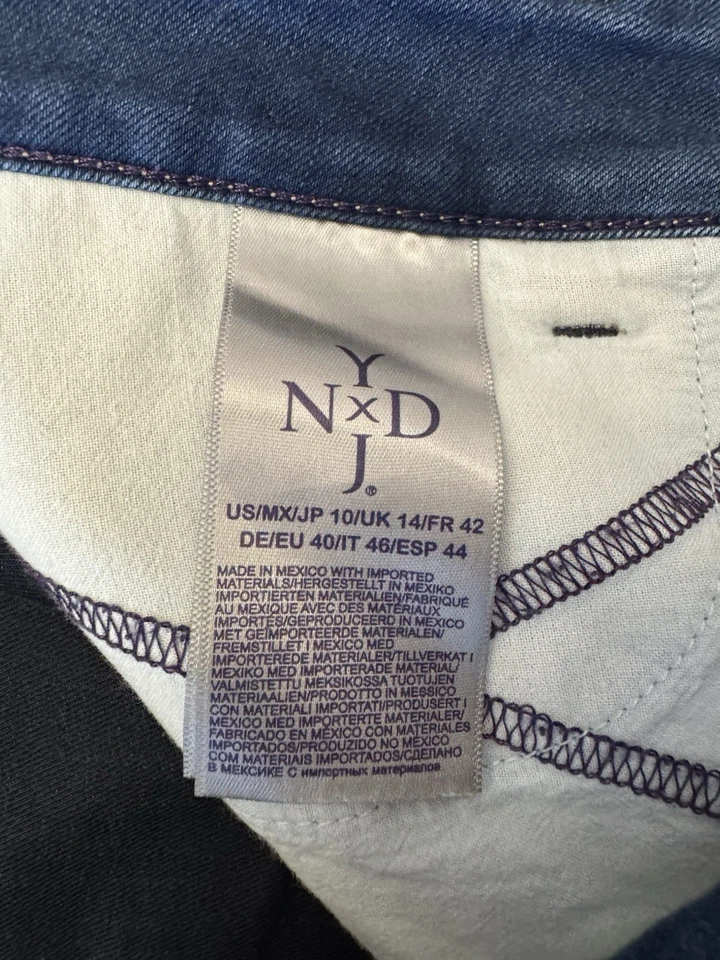 Y
N x D
J®
US/MX/JP 10/UK 14/FR 42
DE/EU 40/IT 46/ESP 44
MADE IN MEXICO WITH IMPORTED
MATERIALS/HERGESTELLT IN MEXIKO
IMPORTIERTEN MATERIALIEN/FABRIQUÉ
AU MEXIQUE AVEC DES MATÉRIAUX
IMPORTÉS/GEPRODUCEERD IN MEXICO
MET GEÏMPORTEERDE MATERIALEN/
FREMSTILLET I MEXICO MED
IMPORTEREDE MATERIALER/TILLVERKAT I
MEXIKO MED IMPORTERADE MATERIAL/
VALMISTETTU MEKSIKOSSA TUOTUJEN
MATERIAALIEN/PRODOTTO IN MESSICO
CON MATERIALI IMPORTATI/PRODUSERT I
MEXICO MED IMPORTERTE MATERIALER/
FABRICADO EN MÉXICO CON MATERIALES
IMPORTADOS/PRODUZIDO NO MÉXICO
COM MATERIAIS IMPORTADOS/СДЕЛАНО
В МЕКСИКЕ С импортных материалов